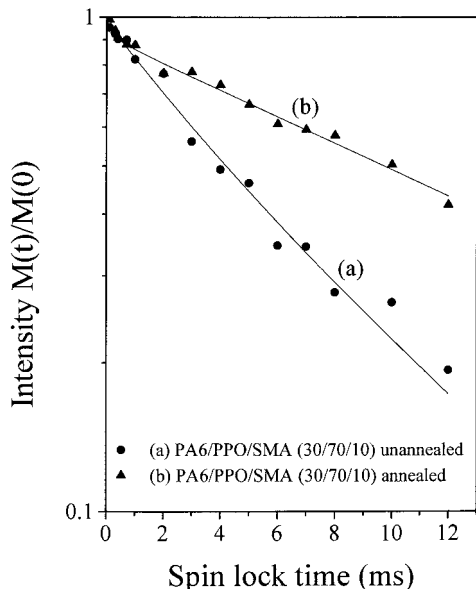 1
(b)
(a)
Intensity M(t)/M(0)
● (a) PA6/PPO/SMA (30/70/10) unannealed
▲ (b) PA6/PPO/SMA (30/70/10) annealed
0.1
0 2 4 6 8 10 12
Spin lock time (ms)